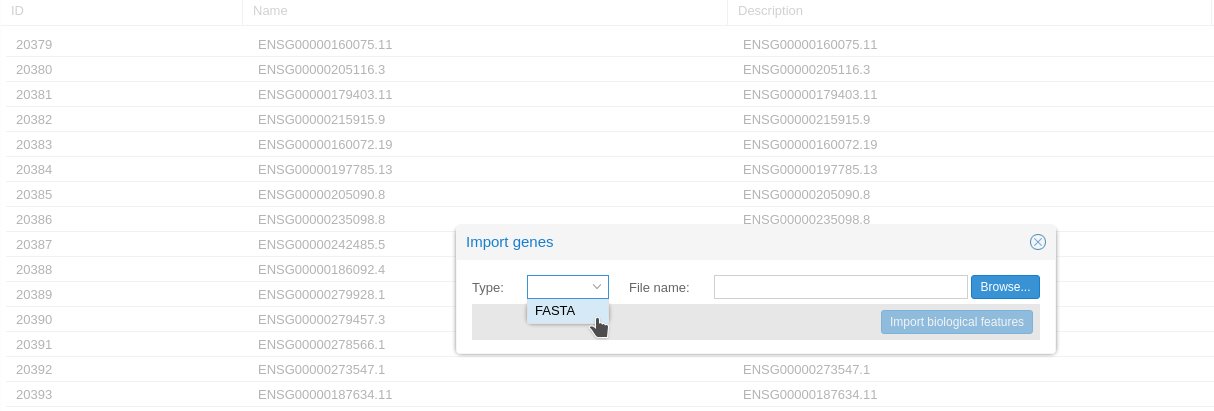 ID Name Description
20379 ENSG00000160075.11 ENSG00000160075.11
20380 ENSG00000205116.3 ENSG00000205116.3
20381 ENSG00000179403.11 ENSG00000179403.11
20382 ENSG00000215915.9 ENSG00000215915.9
20383 ENSG00000160072.19 ENSG00000160072.19
20384 ENSG00000197785.13 ENSG00000197785.13
20385 ENSG00000205090.8 ENSG00000205090.8
20386 ENSG00000235098.8 ENSG00000235098.8
20387 ENSG00000242485.5
20388 ENSG00000186092.4
20389 ENSG00000279928.1
20390 ENSG00000279457.3
20391 ENSG00000278566.1
20392 ENSG00000273547.1 ENSG00000273547.1
20393 ENSG00000187634.11 ENSG00000187634.11
Import genes
Type: File name: Browse...
FASTA
Import biological features